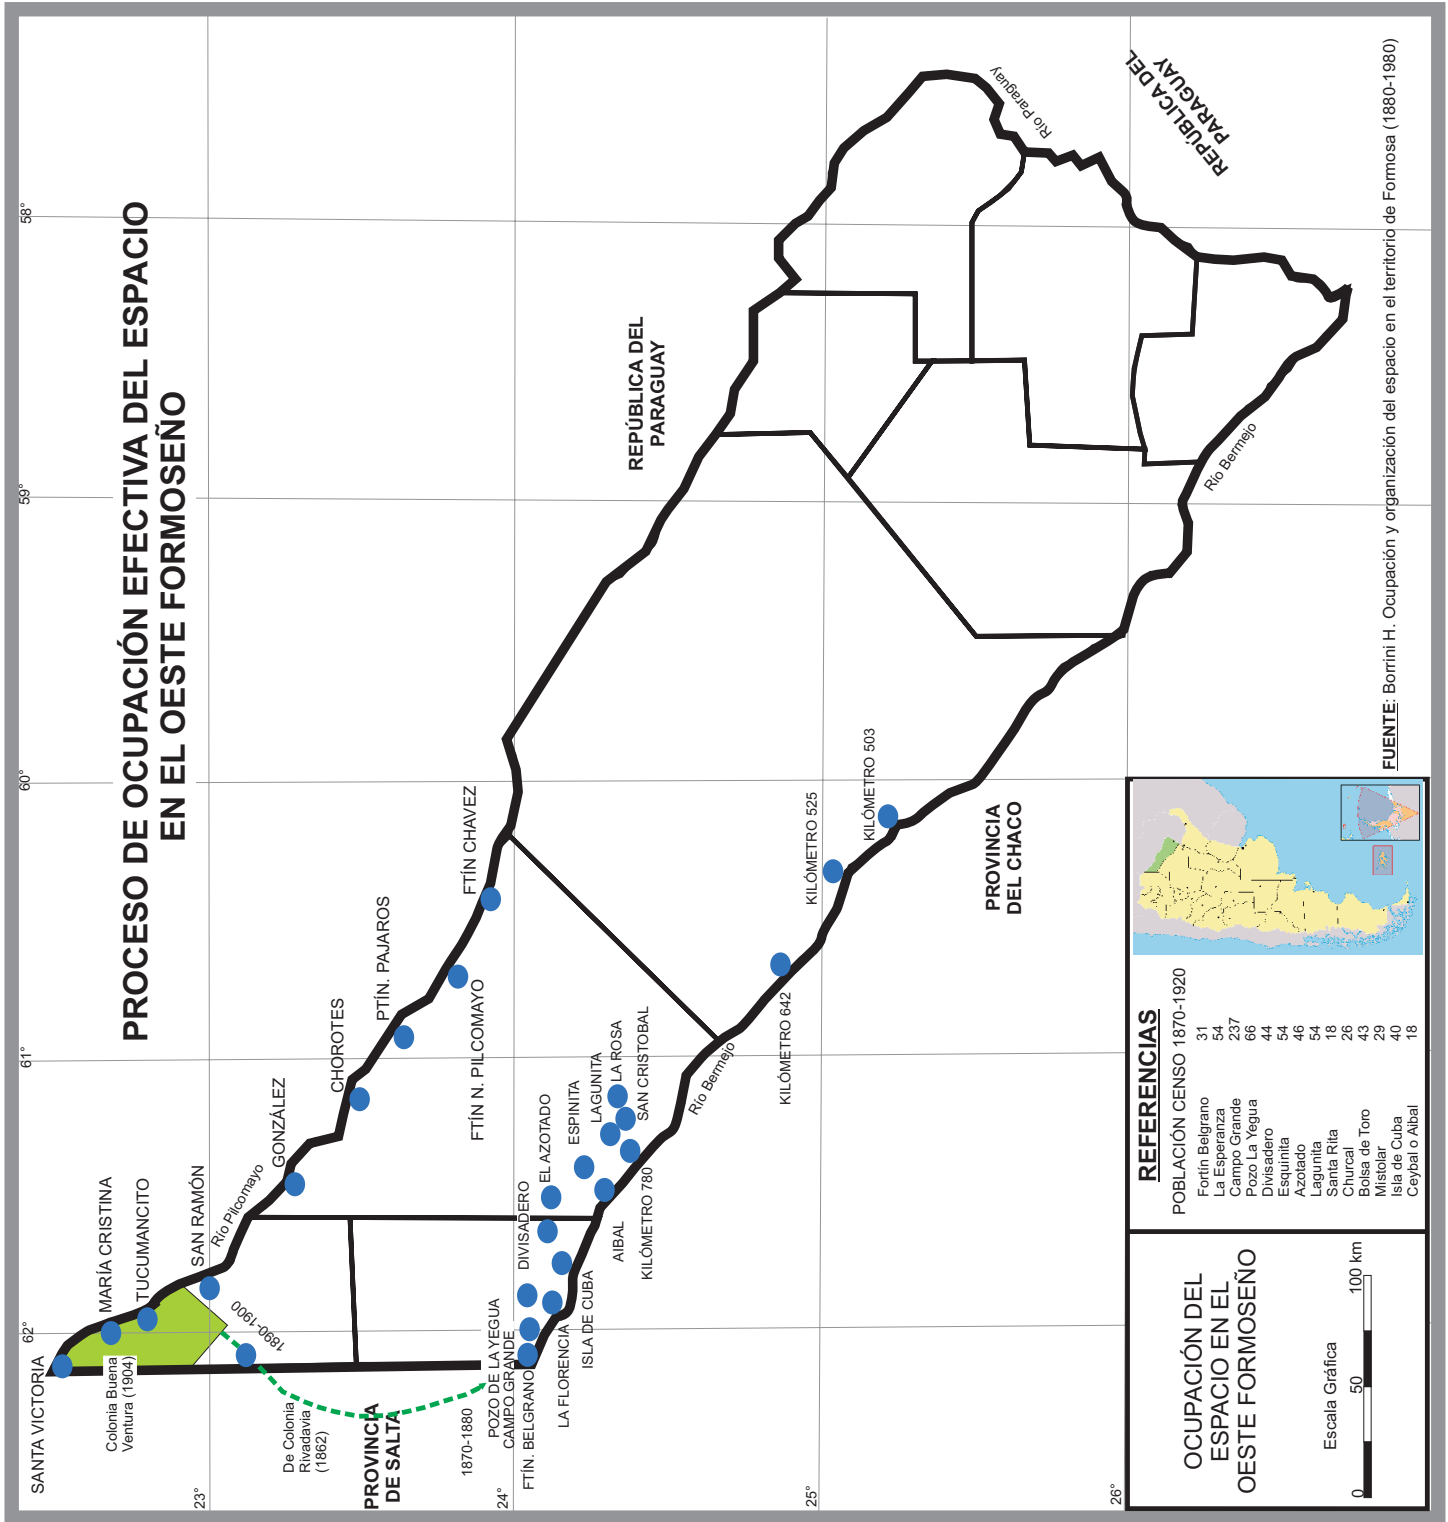 PROCESO DE OCUPACIÓN EFECTIVA DEL ESPACIO
EN EL OESTE FORMOSEÑO
62°
61°
60°
59°
58°
23°
24°
25°
26°
SANTA VICTORIA
MARÍA CRISTINA
TUCUMANCITO
SAN RAMÓN
Río Pilcomayo
GONZÁLEZ
CHOROTES
PTÍN. PAJAROS
FTÍN N. PILCOMAYO
FTÍN CHAVEZ
REPÚBLICA DEL
PARAGUAY
Río Paraguay
REPÚBLICA DEL
PARAGUAY
Colonia Buena
Ventura (1904)
1890-1900
De Colonia
Rivadavia
(1862)
PROVINCIA
DE SALTA
1870-1880
POZO DE LA YEGUA
CAMPO GRANDE
FTÍN. BELGRANO
LA FLORENCIA
ISLA DE CUBA
DIVISADERO
EL AZOTADO
ESPINITA
LAGUNITA
LA ROSA
SAN CRISTOBAL
AIBAL
KILÓMETRO 780
Río Bermejo
KILÓMETRO 642
KILÓMETRO 525
KILÓMETRO 503
PROVINCIA
DEL CHACO
Río Bermejo
OCUPACIÓN DEL
ESPACIO EN EL
OESTE FORMOSEÑO
Escala Gráfica
0 50 100 km
REFERENCIAS
POBLACIÓN CENSO 1870-1920
Fortín Belgrano 31
La Esperanza 54
Campo Grande 237
Pozo La Yegua 66
Divisadero 44
Esquinita 54
Azotado 46
Lagunita 54
Santa Rita 18
Churcal 26
Bolsa de Toro 43
Mistolar 29
Isla de Cuba 40
Ceybal o Aibal 18
FUENTE: Borrini H. Ocupación y organización del espacio en el territorio de Formosa (1880-1980)